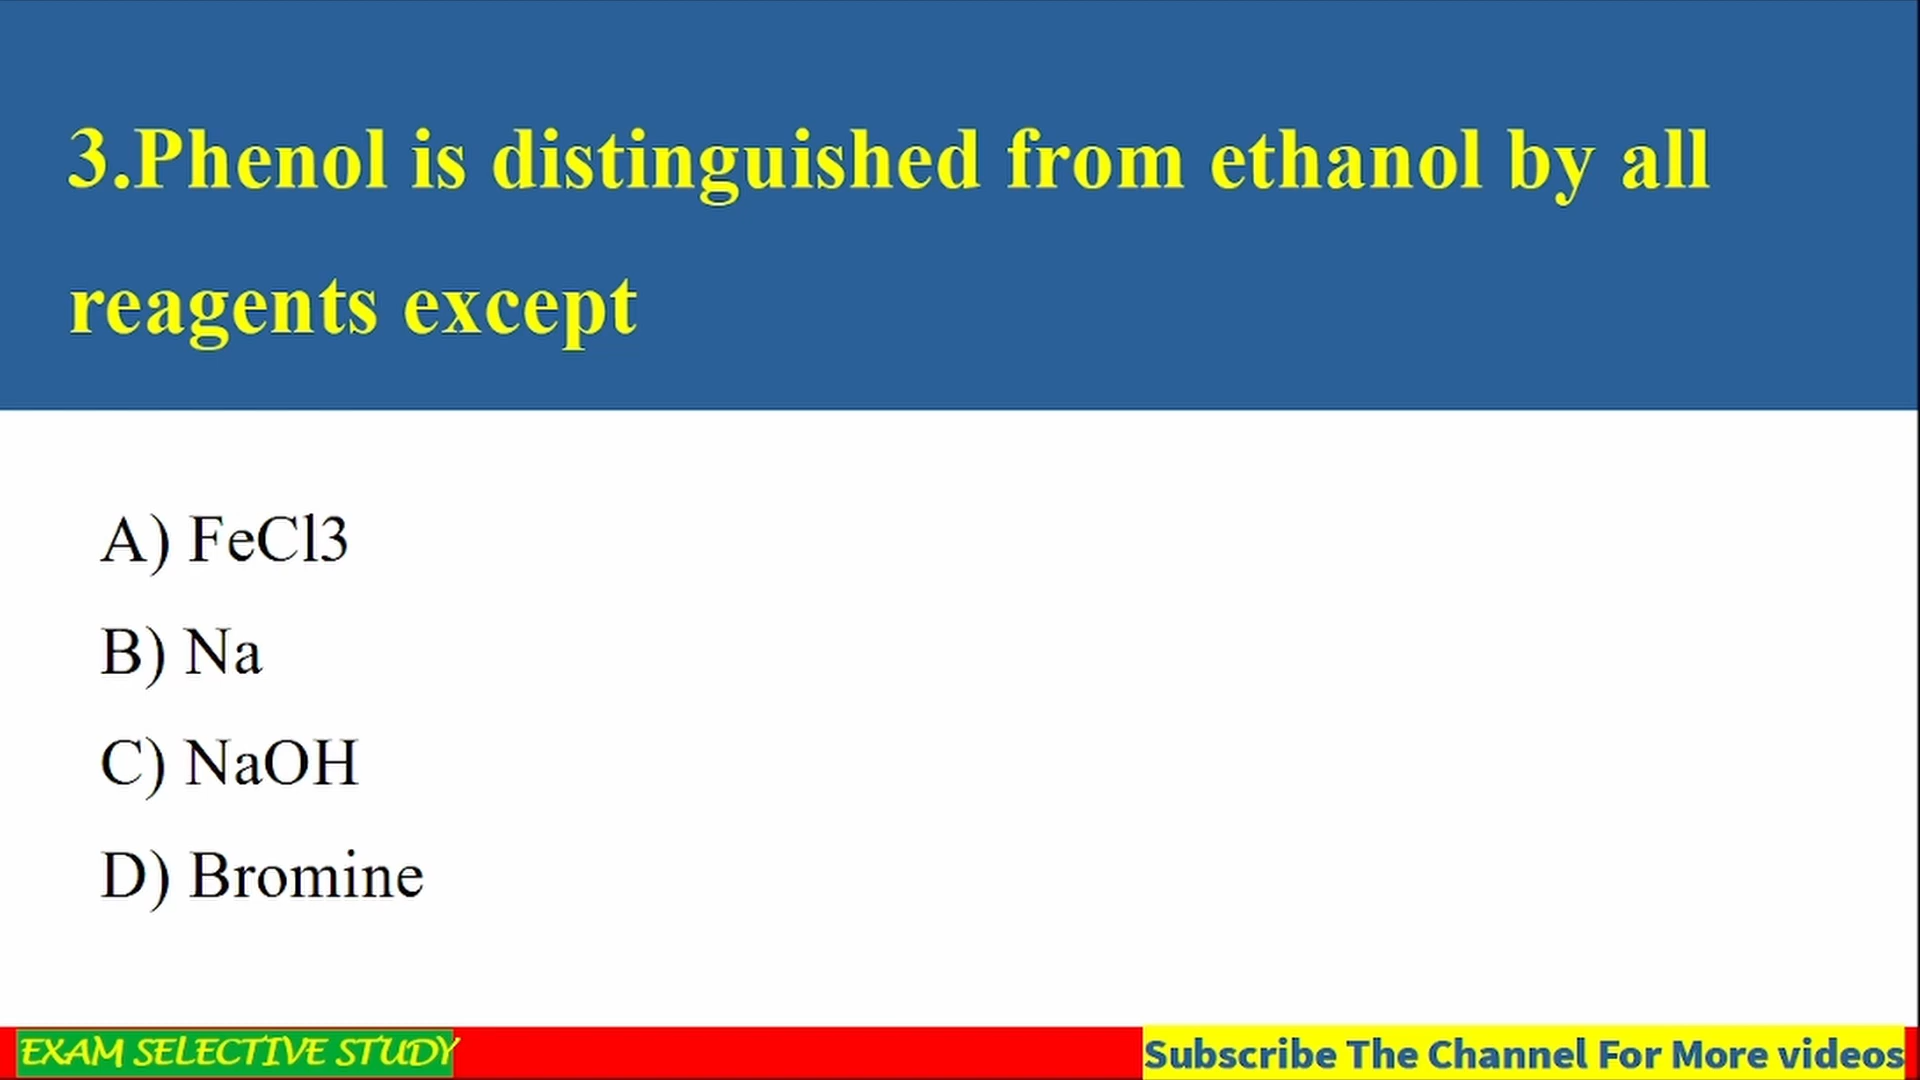 3.Phenol is distinguished from ethanol by all
reagents except
A) FeCl3
B) Na
C) NaOH
D) Bromine
EXAM SELECTIVE STUDY
Subscribe The Channel For More videos